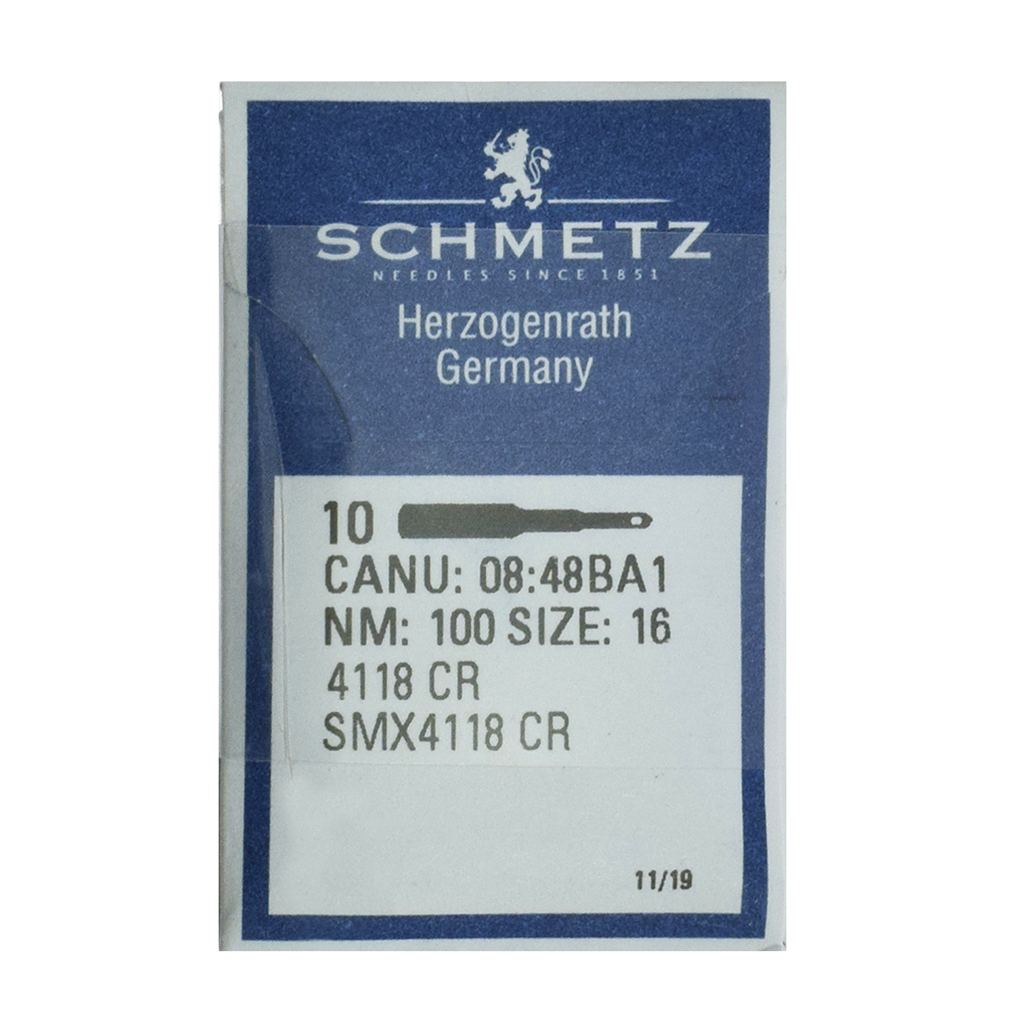 SCHMETZ
NEEDLES SINCE 1851
Herzogenrath
Germany
10
CANU: 08:48BA1
NM: 100 SIZE: 16
4118 CR
SMX4118 CR
11/19